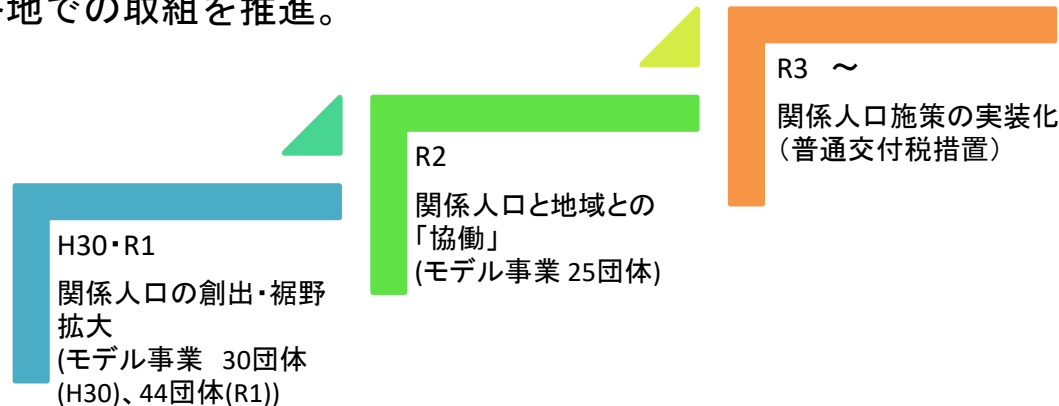 地での取組を推進。
R3 ～
関係人口施策の実装化
（普通交付税措置）
R2
関係人口と地域との
「協働」
(モデル事業 25団体)
H30・R1
関係人口の創出・裾野
拡大
(モデル事業 30団体
(H30)、44団体(R1))